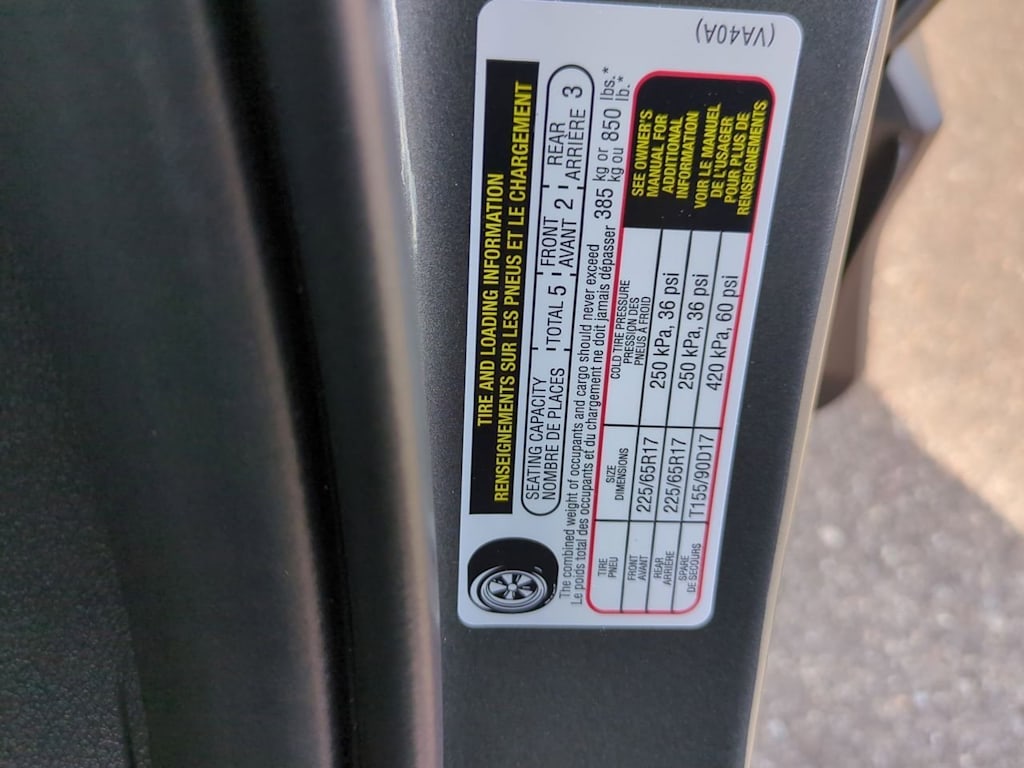 (VA40A)
TIRE AND LOADING INFORMATION
RENSEIGNEMENTS SUR LES PNEUS ET LE CHARGEMENT
SEATING CAPACITY TOTAL 5 FRONT 2 REAR 3
NOMBRE DE PLACES AVANT ARRIÈRE
The combined weight of occupants and cargo should never exceed 385 kg or 850 lbs.*
Le poids total des occupants et du chargement ne doit jamais dépasser kg ou lb.*
TIRE
PNEU
SIZE
DIMENSIONS
COLD TIRE PRESSURE
PRESSION DES
PNEUS A FROID
FRONT
AVANT
225/65R17
250 kPa, 36 psi
REAR
ARRIÈRE
225/65R17
250 kPa, 36 psi
SPARE
DE SECOURS
T155/90D17
420 kPa, 60 psi
SEE OWNER'S
MANUAL FOR
ADDITIONAL
INFORMATION
VOIR LE MANUEL
DE L'USAGER
POUR PLUS DE
RENSEIGNEMENTS